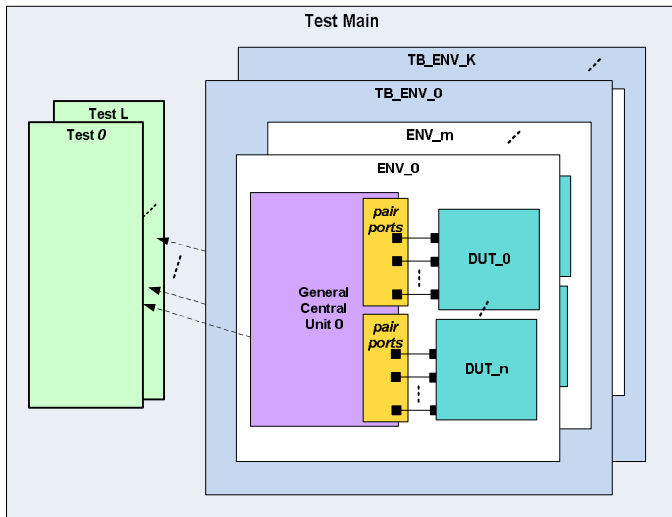 Test Main
TB_ENV_K
TB_ENV_0
Test L
Test 0
ENV_m
ENV_0
pair
ports
General
Central
Unit 0
DUT_0
pair
ports
DUT_n